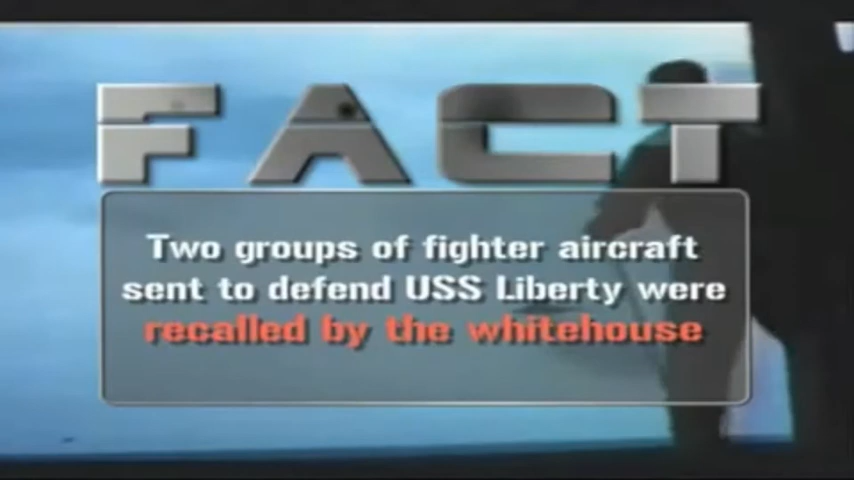 FACT
Two groups of fighter aircraft
sent to defend USS Liberty were
recalled by the whitehouse